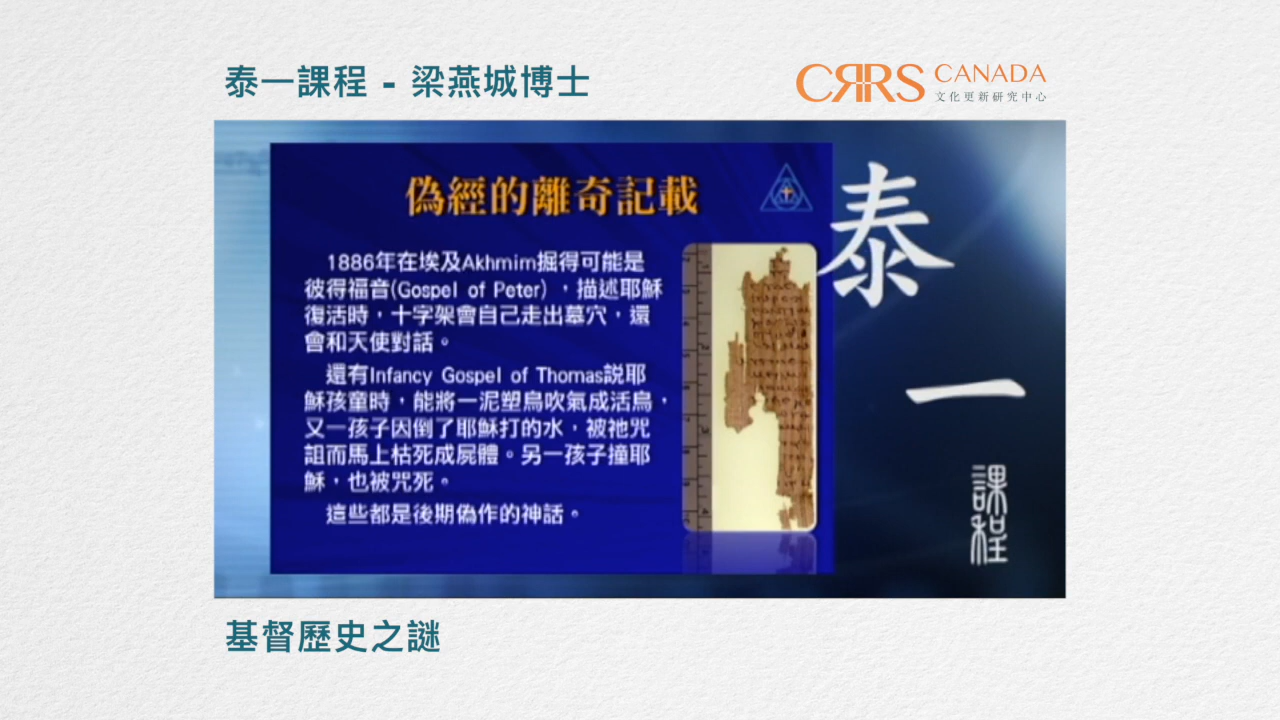 泰一課程 - 梁燕城博士
CRRS CANADA
文化更新研究中心
偽經的離奇記載
1886年在埃及Akhmim掘得可能是
彼得福音(Gospel of Peter)，描述耶穌
復活時，十字架會自己走出墓穴，還
會和天使對話。
還有Infancy Gospel of Thomas説耶
穌孩童時，能將一泥塑鳥吹氣成活鳥，
又一孩子因倒了耶穌打的水，被祂咒
詛而馬上枯死成屍體。另一孩子撞耶
穌，也被咒死。
這些都是後期偽作的神話。
泰一
課程
基督歷史之謎